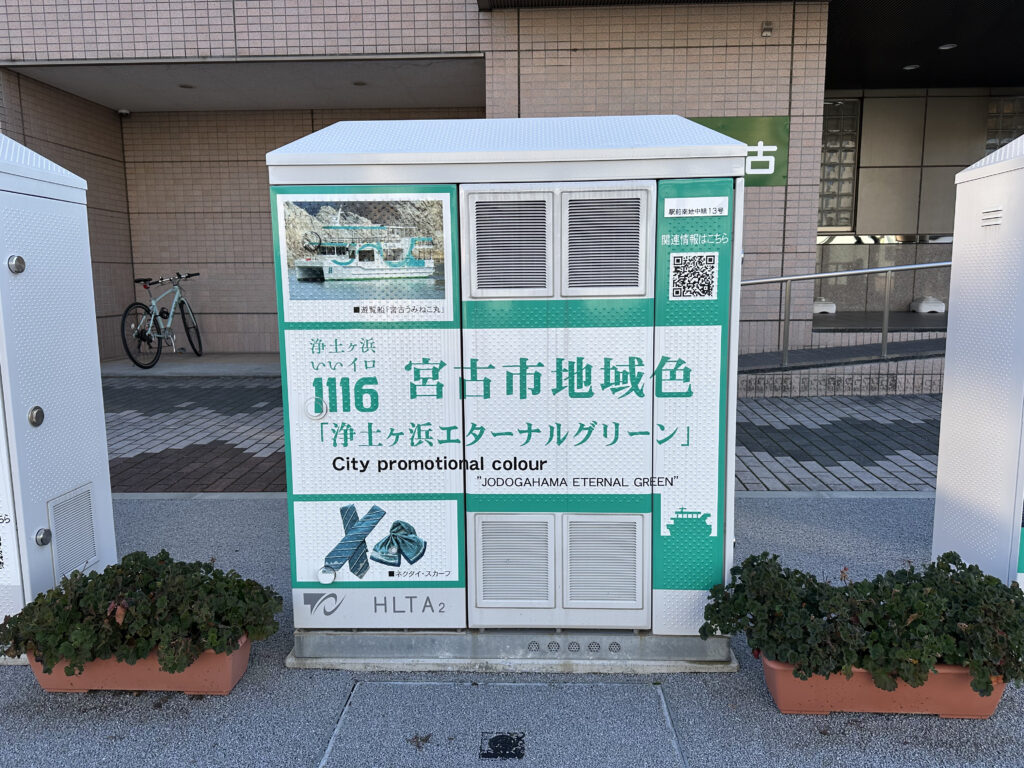 古
駅前東地中線13号
関連情報はこちら
■遊覧船「宮古うみねこ丸」
浄土ヶ浜
いいイロ
1116
宮古市地域色
「浄土ヶ浜エターナルグリーン」
City promotional colour
"JODOGAHAMA ETERNAL GREEN"
■ネクタイ・スカーフ
HLTA2
ちら